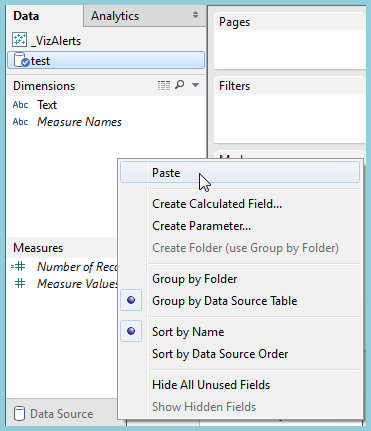 Data
Analytics
_VizAlerts
test
Dimensions
Abc Text
Abc Measure Names
Measures
Number of Reco
Measure Values
Data Source
Pages
Filters
Paste
Create Calculated Field...
Create Parameter...
Create Folder (use Group by Folder)
Group by Folder
Group by Data Source Table
Sort by Name
Sort by Data Source Order
Hide All Unused Fields
Show Hidden Fields